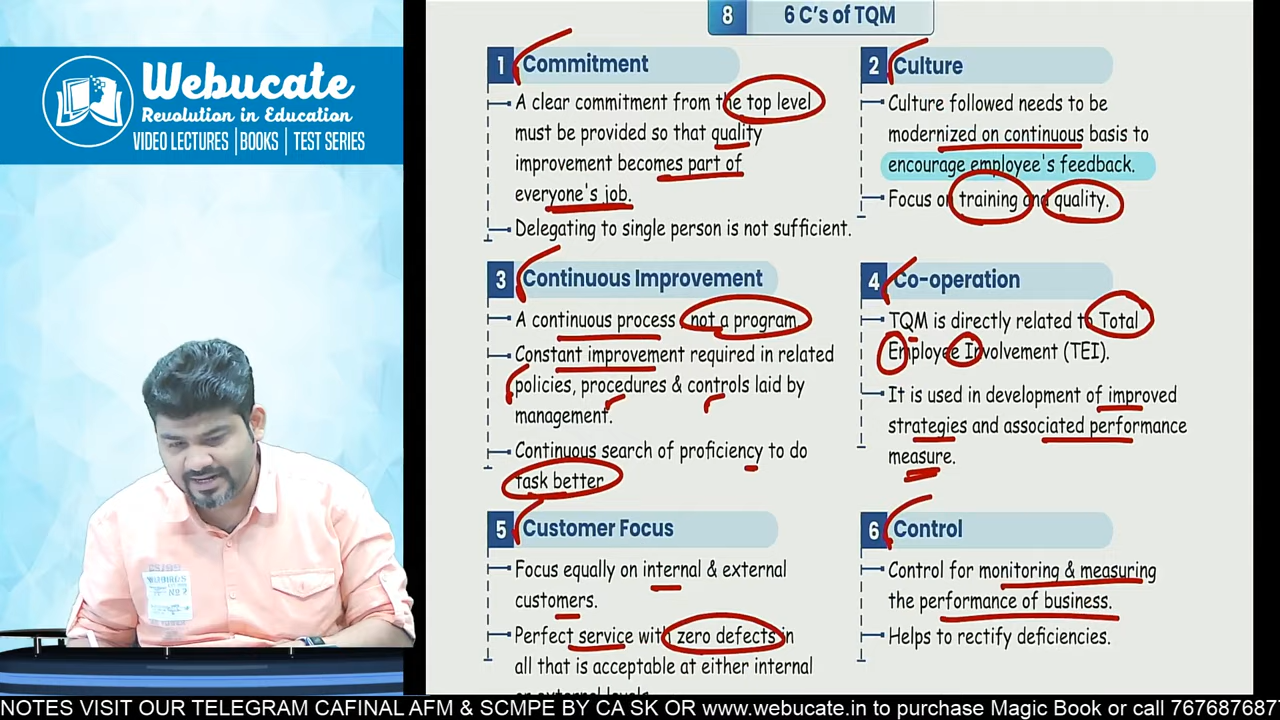 Webucate
Revolution in Education
VIDEO LECTURES | BOOKS | TEST SERIES
8 6 C's of TQM
1 Commitment
A clear commitment from the top level
must be provided so that quality
improvement becomes part of
everyone's job.
Delegating to single person is not sufficient.
2 Culture
Culture followed needs to be
modernized on continuous basis to
encourage employee's feedback.
Focus on training and quality.
3 Continuous Improvement
A continuous process, not a program.
Constant improvement required in related
policies, procedures & controls laid by
management.
Continuous search of proficiency to do
task better
4 Co-operation
TQM is directly related to Total
Employee Involvement (TEI).
It is used in development of improved
strategies and associated performance
measure.
5 Customer Focus
Focus equally on internal & external
customers.
Perfect service with zero defects in
all that is acceptable at either internal
or external levels.
6 Control
Control for monitoring & measuring
the performance of business.
Helps to rectify deficiencies.
NOTES VISIT OUR TELEGRAM CAFINAL AFM & SCMPE BY CA SK OR www.webucate.in to purchase Magic Book or call 767687687